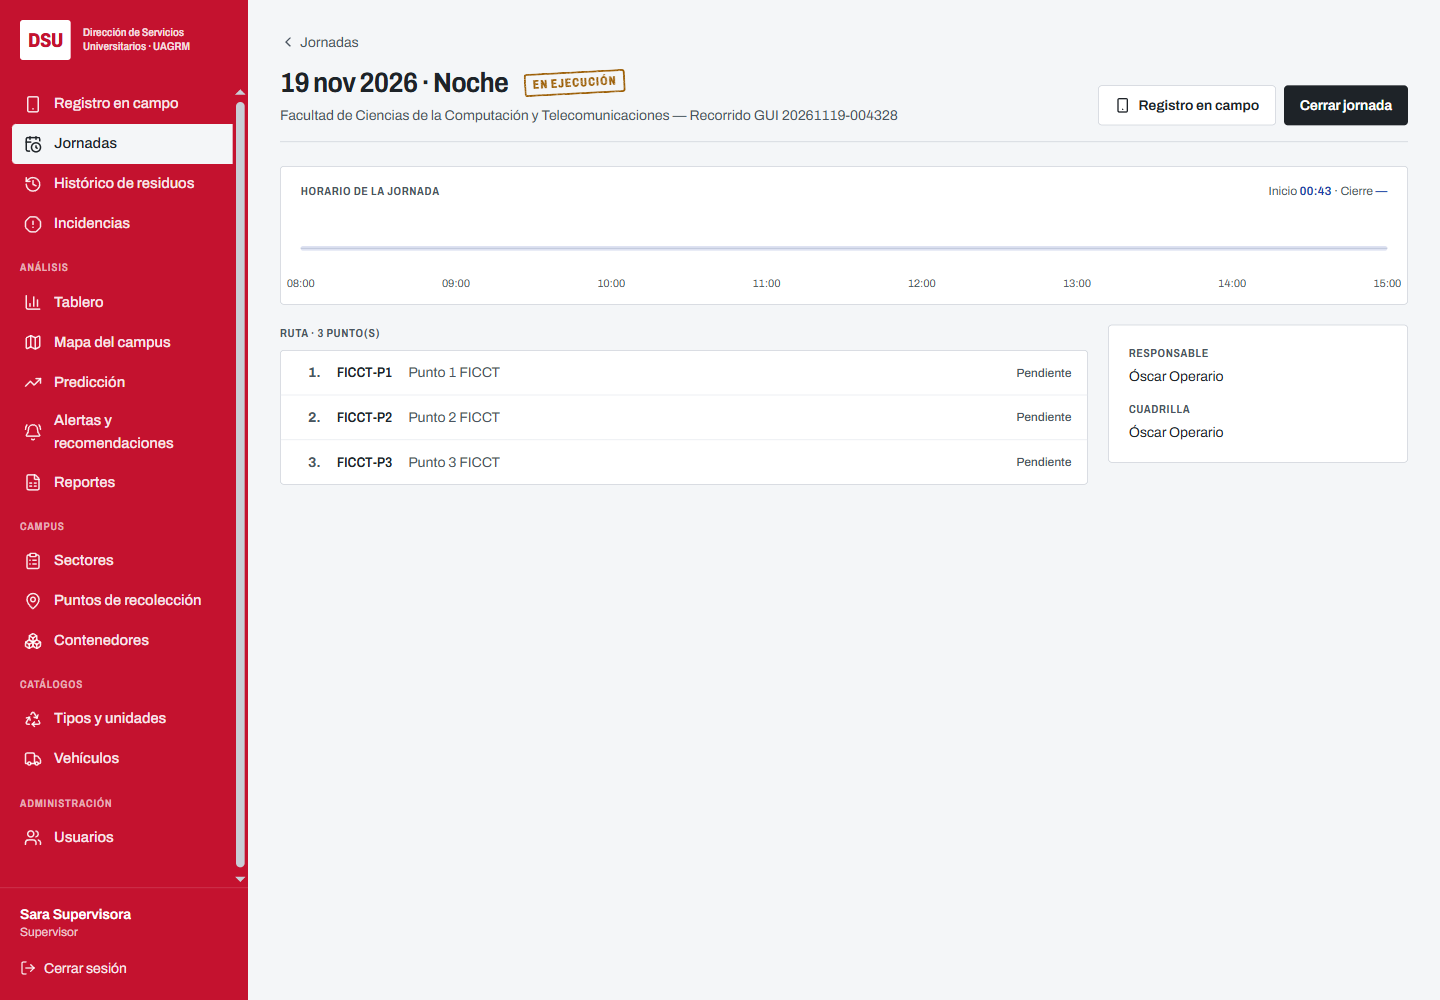 DSU
Dirección de Servicios
Universitarios · UAGRM
Registro en campo
Jornadas
Histórico de residuos
Incidencias
ANÁLISIS
Tablero
Mapa del campus
Predicción
Alertas y
recomendaciones
Reportes
CAMPUS
Sectores
Puntos de recolección
Contenedores
CATÁLOGOS
Tipos y unidades
Vehículos
ADMINISTRACIÓN
Usuarios
Sara Supervisora
Supervisor
Cerrar sesión
Jornadas
19 nov 2026 · Noche EN EJECUCIÓN
Facultad de Ciencias de la Computación y Telecomunicaciones — Recorrido GUI 20261119-004328
Registro en campo Cerrar jornada
HORARIO DE LA JORNADA Inicio 00:43 · Cierre —
08:00 09:00 10:00 11:00 12:00 13:00 14:00 15:00
RUTA · 3 PUNTO(S)
1. FICCT-P1 Punto 1 FICCT Pendiente
2. FICCT-P2 Punto 2 FICCT Pendiente
3. FICCT-P3 Punto 3 FICCT Pendiente
RESPONSABLE
Óscar Operario
CUADRILLA
Óscar Operario